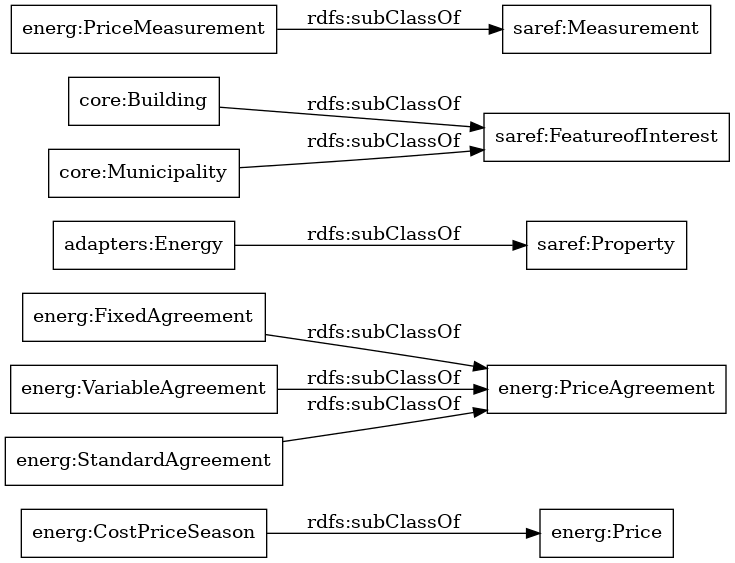 energ:PriceMeasurement
rdfs:subClassOf
saref:Measurement
core:Building
rdfs:subClassOf
saref:FeatureofInterest
core:Municipality
rdfs:subClassOf
adapters:Energy
rdfs:subClassOf
saref:Property
energ:FixedAgreement
rdfs:subClassOf
energ:VariableAgreement
rdfs:subClassOf
energ:PriceAgreement
energ:StandardAgreement
rdfs:subClassOf
energ:CostPriceSeason
rdfs:subClassOf
energ:Price